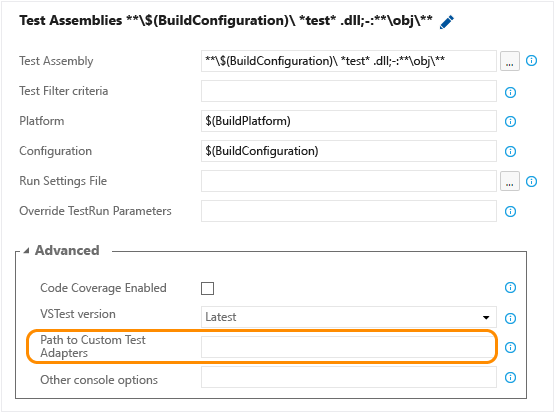 Test Assemblies **\$(BuildConfiguration)\ *test* .dll;-:**\obj\**
Test Assembly **\$(BuildConfiguration)\ *test* .dll;-:**\obj\** ...
Test Filter criteria
Platform $(BuildPlatform)
Configuration $(BuildConfiguration)
Run Settings File ...
Override TestRun Parameters
Advanced
Code Coverage Enabled
VSTest version Latest
Path to Custom Test
Adapters
Other console options